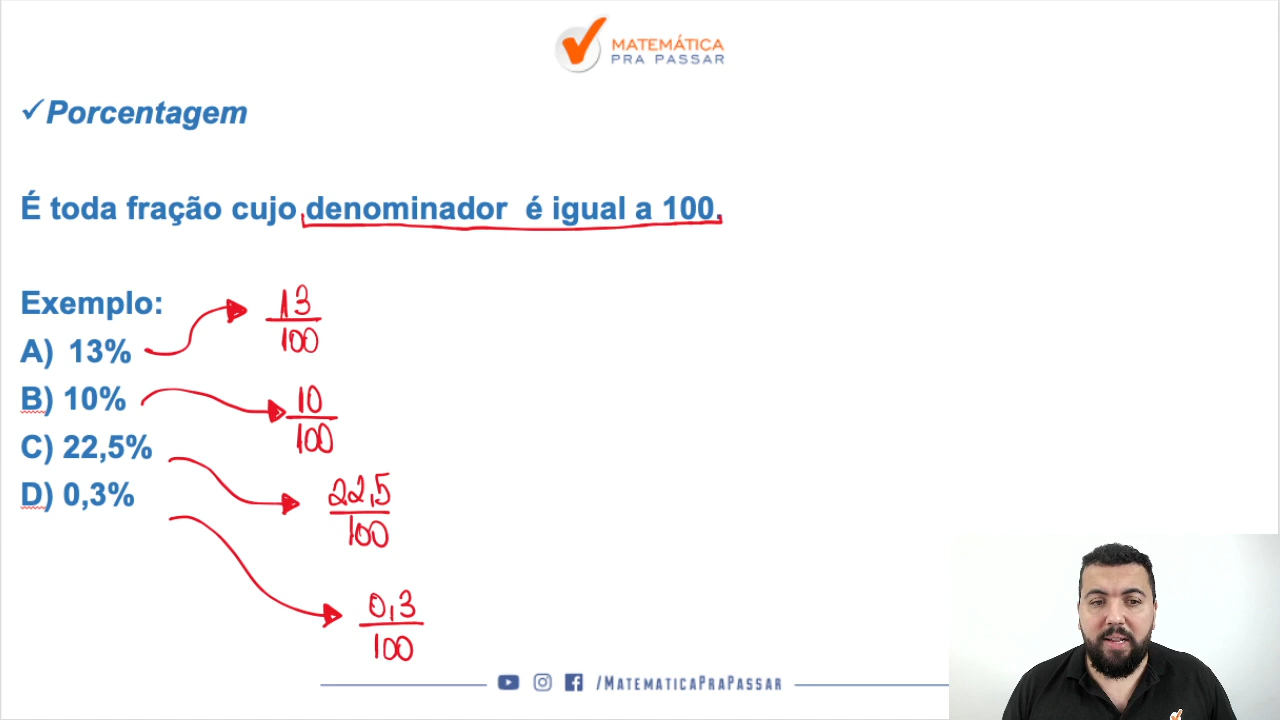 MATEMÁTICA
PRA PASSAR
✓Porcentagem
É toda fração cujo denominador é igual a 100.
Exemplo:
A) 13%
13
100
B) 10%
10
100
C) 22,5%
22,5
100
D) 0,3%
0,3
100
/MATEMATICAPRAPASSAR